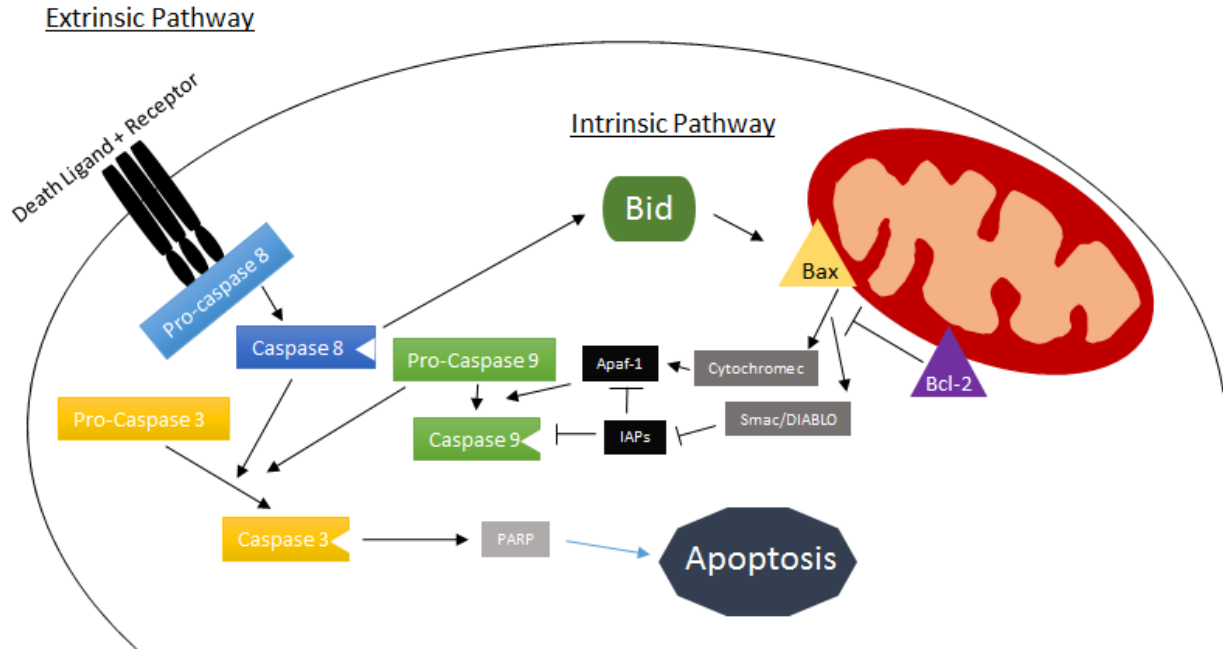 Extrinsic Pathway
Death Ligand + Receptor
Intrinsic Pathway
Bid
Bax
Pro-caspase 8
Caspase 8
Pro-Caspase 9
Apaf-1
Cytochrome c
Bcl-2
Pro-Caspase 3
Caspase 9
IAPs
Smac/DIABLO
Caspase 3
PARP
Apoptosis